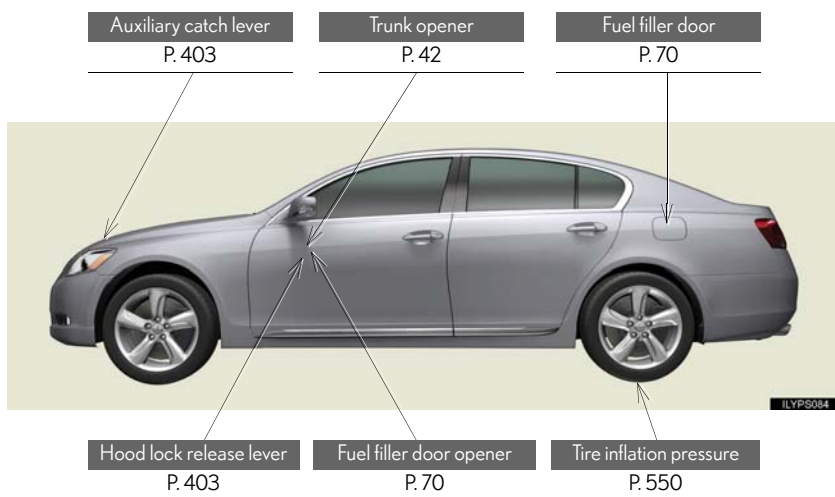 Auxiliary catch lever
P. 403
Trunk opener
P. 42
Fuel filler door
P. 70
ILYPS084
Hood lock release lever
P. 403
Fuel filler door opener
P. 70
Tire inflation pressure
P. 550